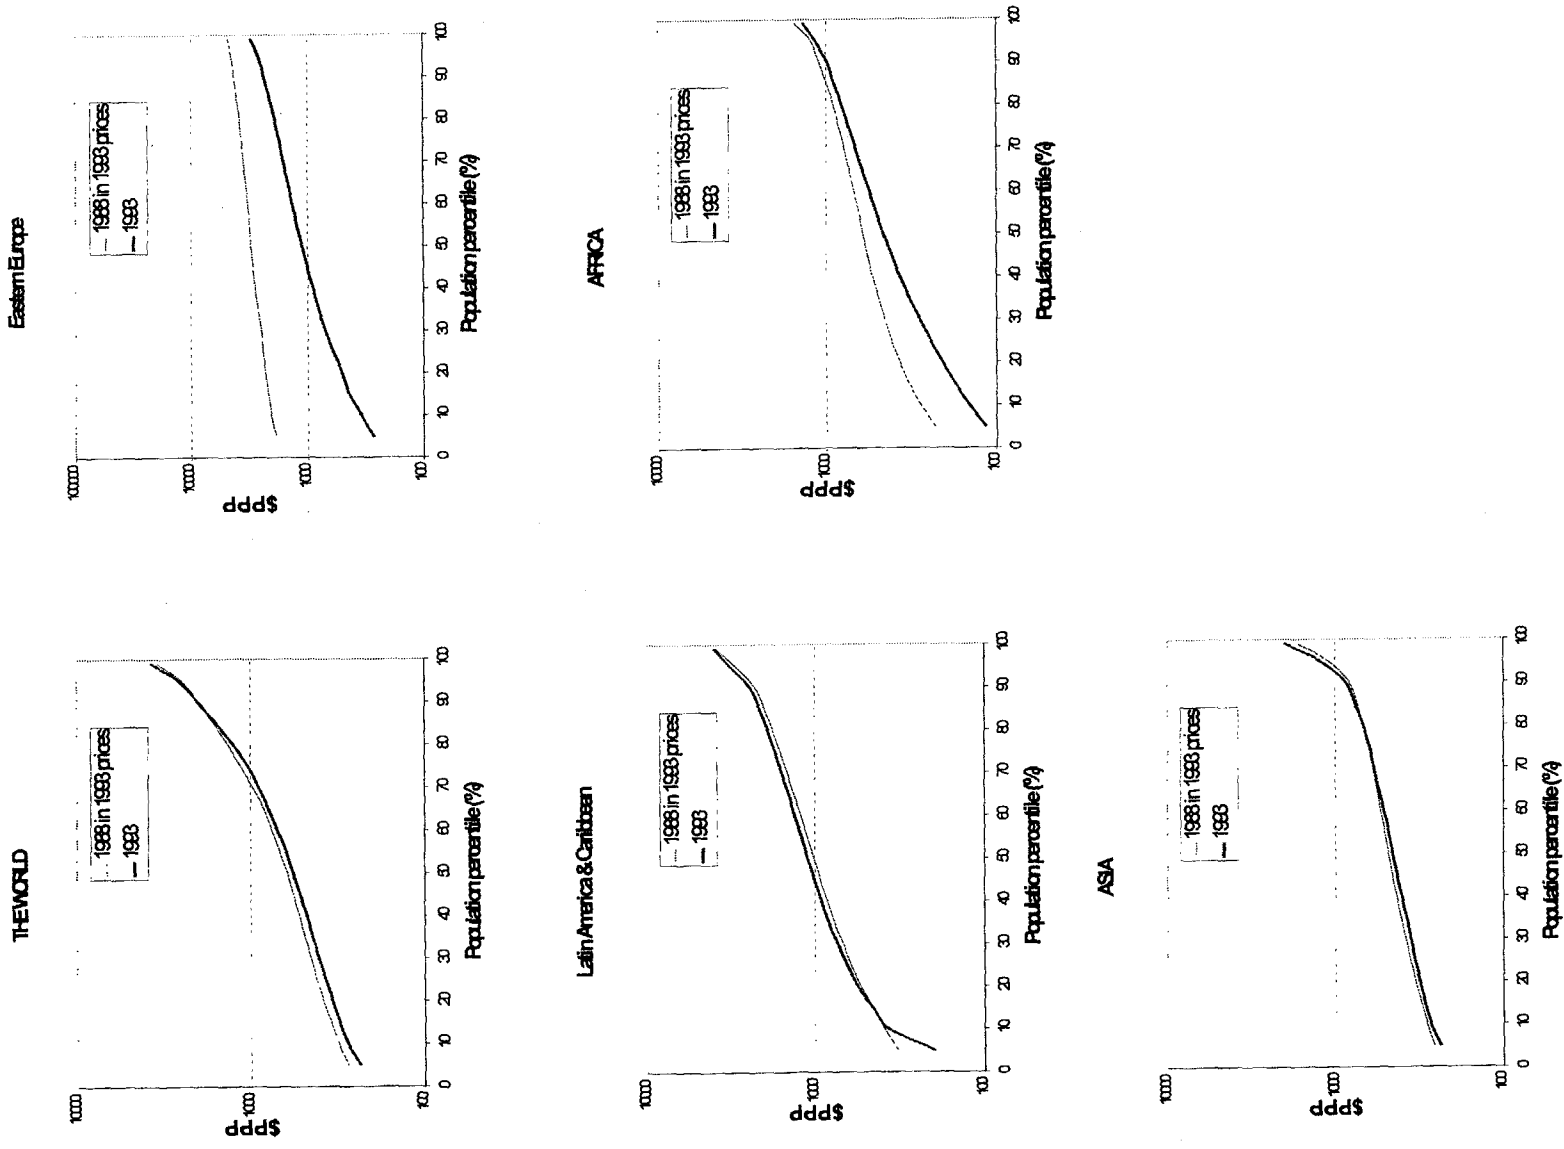 THE WORLD
10000
1000
100
$PPP
1988 in 1993 prices
1993
0 10 20 30 40 50 60 70 80 90 100
Population percentile (%)
Eastern Europe
100000
10000
1000
100
$PPP
1988 in 1993 prices
1993
0 10 20 30 40 50 60 70 80 90 100
Population percentile (%)
Latin America & Caribbean
10000
1000
100
$PPP
1988 in 1993 prices
1993
0 10 20 30 40 50 60 70 80 90 100
Population percentile (%)
AFRICA
10000
1000
100
$PPP
1988 in 1993 prices
1993
0 10 20 30 40 50 60 70 80 90 100
Population percentile (%)
ASIA
10000
1000
100
$PPP
1988 in 1993 prices
1993
0 10 20 30 40 50 60 70 80 90 100
Population percentile (%)